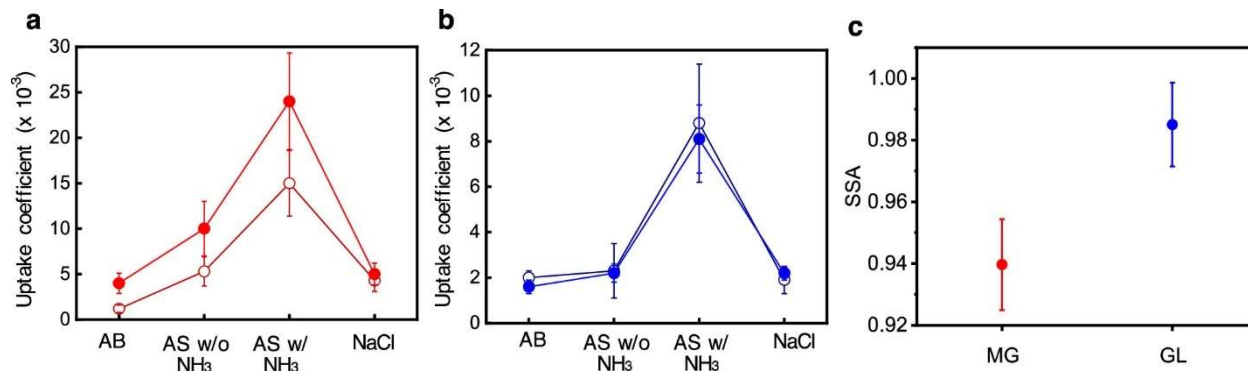 a
Uptake coefficient (x 10⁻³)
30
25
20
15
10
5
0
AB
AS w/o
NH₃
AS w/
NH₃
NaCl
b
Uptake coefficient (x 10⁻³)
12
10
8
6
4
2
0
AB
AS w/o
NH₃
AS w/
NH₃
NaCl
c
SSA
1.00
0.98
0.96
0.94
0.92
MG
GL